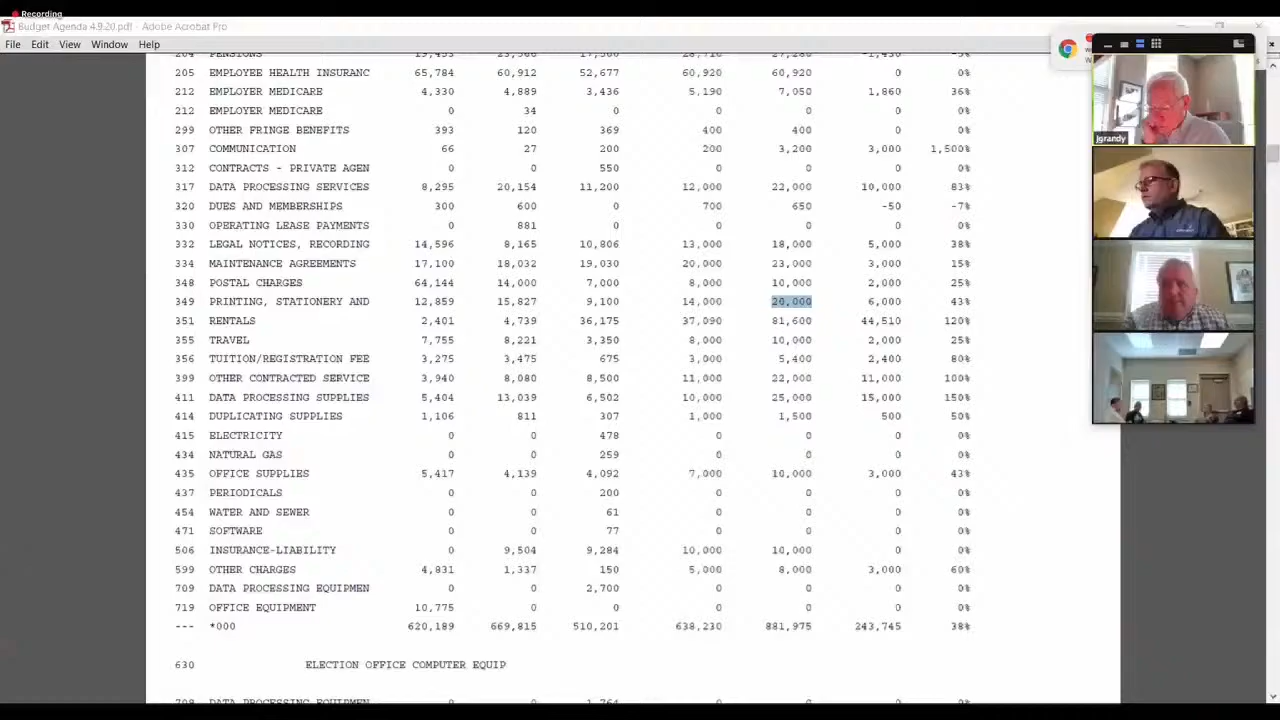 Recording
Budget Agenda 4.9.20.pdf - Adobe Acrobat Pro
File Edit View Window Help
204 PENSIONS
205 EMPLOYEE HEALTH INSURANC 65,784 60,912 52,677 60,920 60,920 0 0%
212 EMPLOYER MEDICARE 4,330 4,889 3,436 5,190 7,050 1,860 36%
212 EMPLOYER MEDICARE 0 34 0 0 0 0 0%
299 OTHER FRINGE BENEFITS 393 120 369 400 400 0 0%
307 COMMUNICATION 66 27 200 200 3,200 3,000 1,500%
312 CONTRACTS - PRIVATE AGEN 0 0 550 0 0 0 0%
317 DATA PROCESSING SERVICES 8,295 20,154 11,200 12,000 22,000 10,000 83%
320 DUES AND MEMBERSHIPS 300 600 0 700 650 -50 -7%
330 OPERATING LEASE PAYMENTS 0 881 0 0 0 0 0%
332 LEGAL NOTICES, RECORDING 14,596 8,165 10,806 13,000 18,000 5,000 38%
334 MAINTENANCE AGREEMENTS 17,100 18,032 19,030 20,000 23,000 3,000 15%
348 POSTAL CHARGES 64,144 14,000 7,000 8,000 10,000 2,000 25%
349 PRINTING, STATIONERY AND 12,859 15,827 9,100 14,000 20,000 6,000 43%
351 RENTALS 2,401 4,739 36,175 37,090 81,600 44,510 120%
355 TRAVEL 7,755 8,221 3,350 8,000 10,000 2,000 25%
356 TUITION/REGISTRATION FEE 3,275 3,475 675 3,000 5,400 2,400 80%
399 OTHER CONTRACTED SERVICE 3,940 8,080 8,500 11,000 22,000 11,000 100%
411 DATA PROCESSING SUPPLIES 5,404 13,039 6,502 10,000 25,000 15,000 150%
414 DUPLICATING SUPPLIES 1,106 811 307 1,000 1,500 500 50%
415 ELECTRICITY 0 0 478 0 0 0 0%
434 NATURAL GAS 0 0 259 0 0 0 0%
435 OFFICE SUPPLIES 5,417 4,139 4,092 7,000 10,000 3,000 43%
437 PERIODICALS 0 0 200 0 0 0 0%
454 WATER AND SEWER 0 0 61 0 0 0 0%
471 SOFTWARE 0 0 77 0 0 0 0%
506 INSURANCE-LIABILITY 0 9,504 9,284 10,000 10,000 0 0%
599 OTHER CHARGES 4,831 1,337 150 5,000 8,000 3,000 60%
709 DATA PROCESSING EQUIPMEN 0 0 2,700 0 0 0 0%
719 OFFICE EQUIPMENT 10,775 0 0 0 0 0 0%
--- *000 620,189 669,815 510,201 638,230 881,975 243,745 38%
630 ELECTION OFFICE COMPUTER EQUIP
DATA PROCESSING EQUIPMEN 0 0 1,764 0 0 0 0%
jgrandy